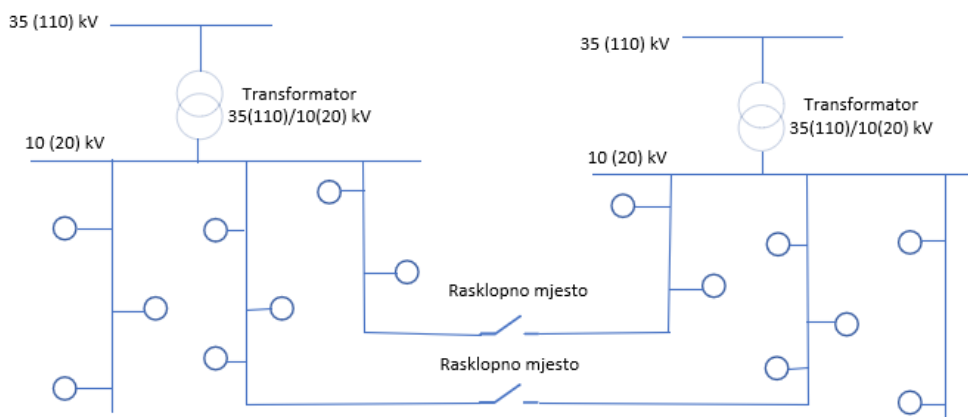 35 (110) kV
35 (110) kV
Transformator
35(110)/10(20) kV
Transformator
35(110)/10(20) kV
10 (20) kV
10 (20) kV
Rasklopno mjesto
Rasklopno mjesto